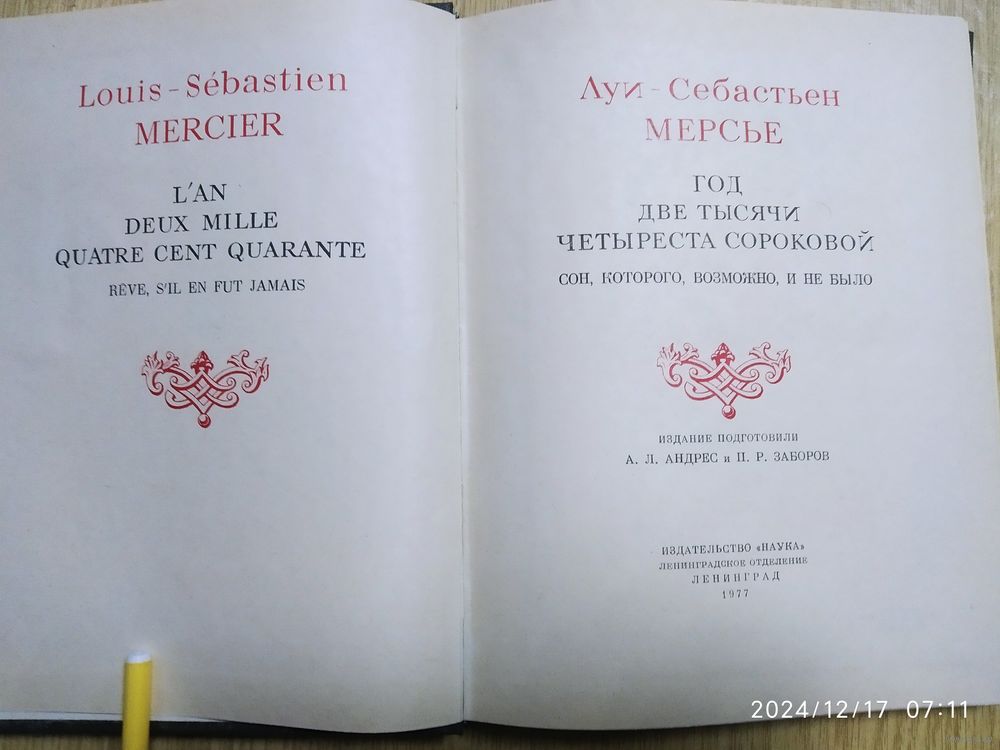 Louis-Sébastien
MERCIER
L'AN
DEUX MILLE
QUATRE CENT QUARANTE
RÊVE, S'IL EN FUT JAMAIS
Луи-Себастьен
МЕРСЬЕ
ГОД
ДВЕ ТЫСЯЧИ
ЧЕТЫРЕСТА СОРОКОВОЙ
СОН, КОТОРОГО, ВОЗМОЖНО, И НЕ БЫЛО
ИЗДАНИЕ ПОДГОТОВИЛИ
А. Л. АНДРЕС и П. Р. ЗАБОРОВ
ИЗДАТЕЛЬСТВО «НАУКА»
ЛЕНИНГРАДСКОЕ ОТДЕЛЕНИЕ
ЛЕНИНГРАД
1977
2024/12/17 07:11